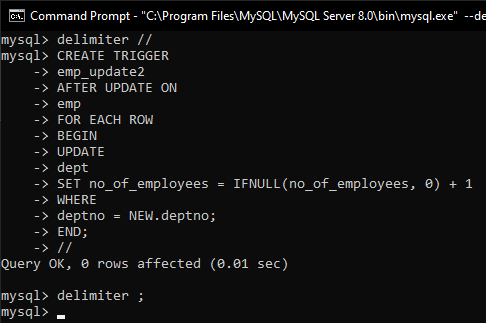 Command Prompt - "C:\Program Files\MySQL\MySQL Server 8.0\bin\mysql.exe" --de
mysql> delimiter //
mysql> CREATE TRIGGER
    -> emp_update2
    -> AFTER UPDATE ON
    -> emp
    -> FOR EACH ROW
    -> BEGIN
    -> UPDATE
    -> dept
    -> SET no_of_employees = IFNULL(no_of_employees, 0) + 1
    -> WHERE
    -> deptno = NEW.deptno;
    -> END;
    -> //
Query OK, 0 rows affected (0.01 sec)
mysql> delimiter ;
mysql>